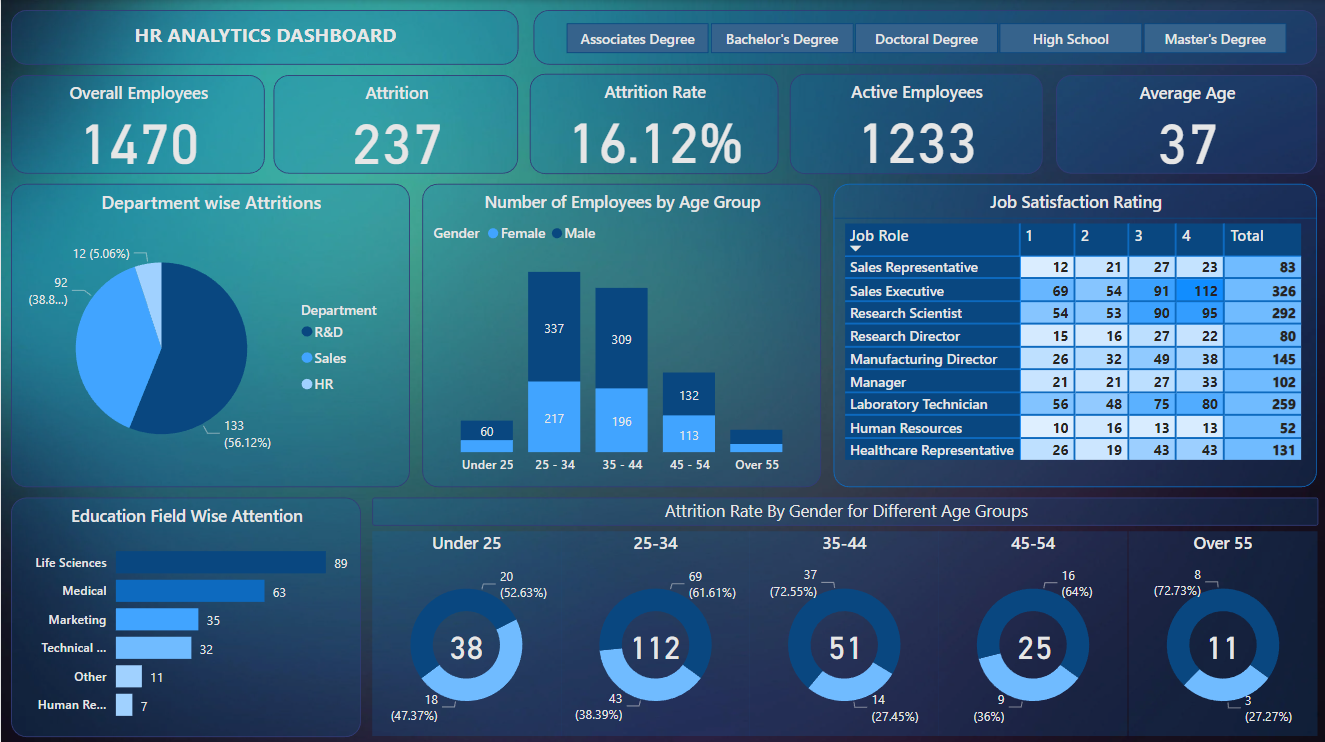 HR ANALYTICS DASHBOARD
Associates Degree
Bachelor's Degree
Doctoral Degree
High School
Master's Degree
Overall Employees
1470
Attrition
237
Attrition Rate
16.12%
Active Employees
1233
Average Age
37
Department wise Attritions
12 (5.06%)
92
(38.8...)
133
(56.12%)
Department
R&D
Sales
HR
Number of Employees by Age Group
Gender Female Male
337
309
132
60
217
196
113
Under 25 25 - 34 35 - 44 45 - 54 Over 55
Job Satisfaction Rating
Job Role 1 2 3 4 Total
Sales Representative 12 21 27 23 83
Sales Executive 69 54 91 112 326
Research Scientist 54 53 90 95 292
Research Director 15 16 27 22 80
Manufacturing Director 26 32 49 38 145
Manager 21 21 27 33 102
Laboratory Technician 56 48 75 80 259
Human Resources 10 16 13 13 52
Healthcare Representative 26 19 43 43 131
Education Field Wise Attention
Life Sciences 89
Medical 63
Marketing 35
Technical ... 32
Other 11
Human Re... 7
Attrition Rate By Gender for Different Age Groups
Under 25
20
(52.63%)
38
18
(47.37%)
25-34
69
(61.61%)
112
43
(38.39%)
35-44
37
(72.55%)
51
14
(27.45%)
45-54
16
(64%)
25
9
(36%)
Over 55
8
(72.73%)
11
3
(27.27%)